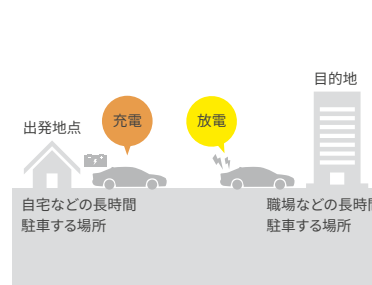 目的地
充電
放電
出発地点
自宅などの長時間
駐車する場所
職場などの長時間
駐車する場所